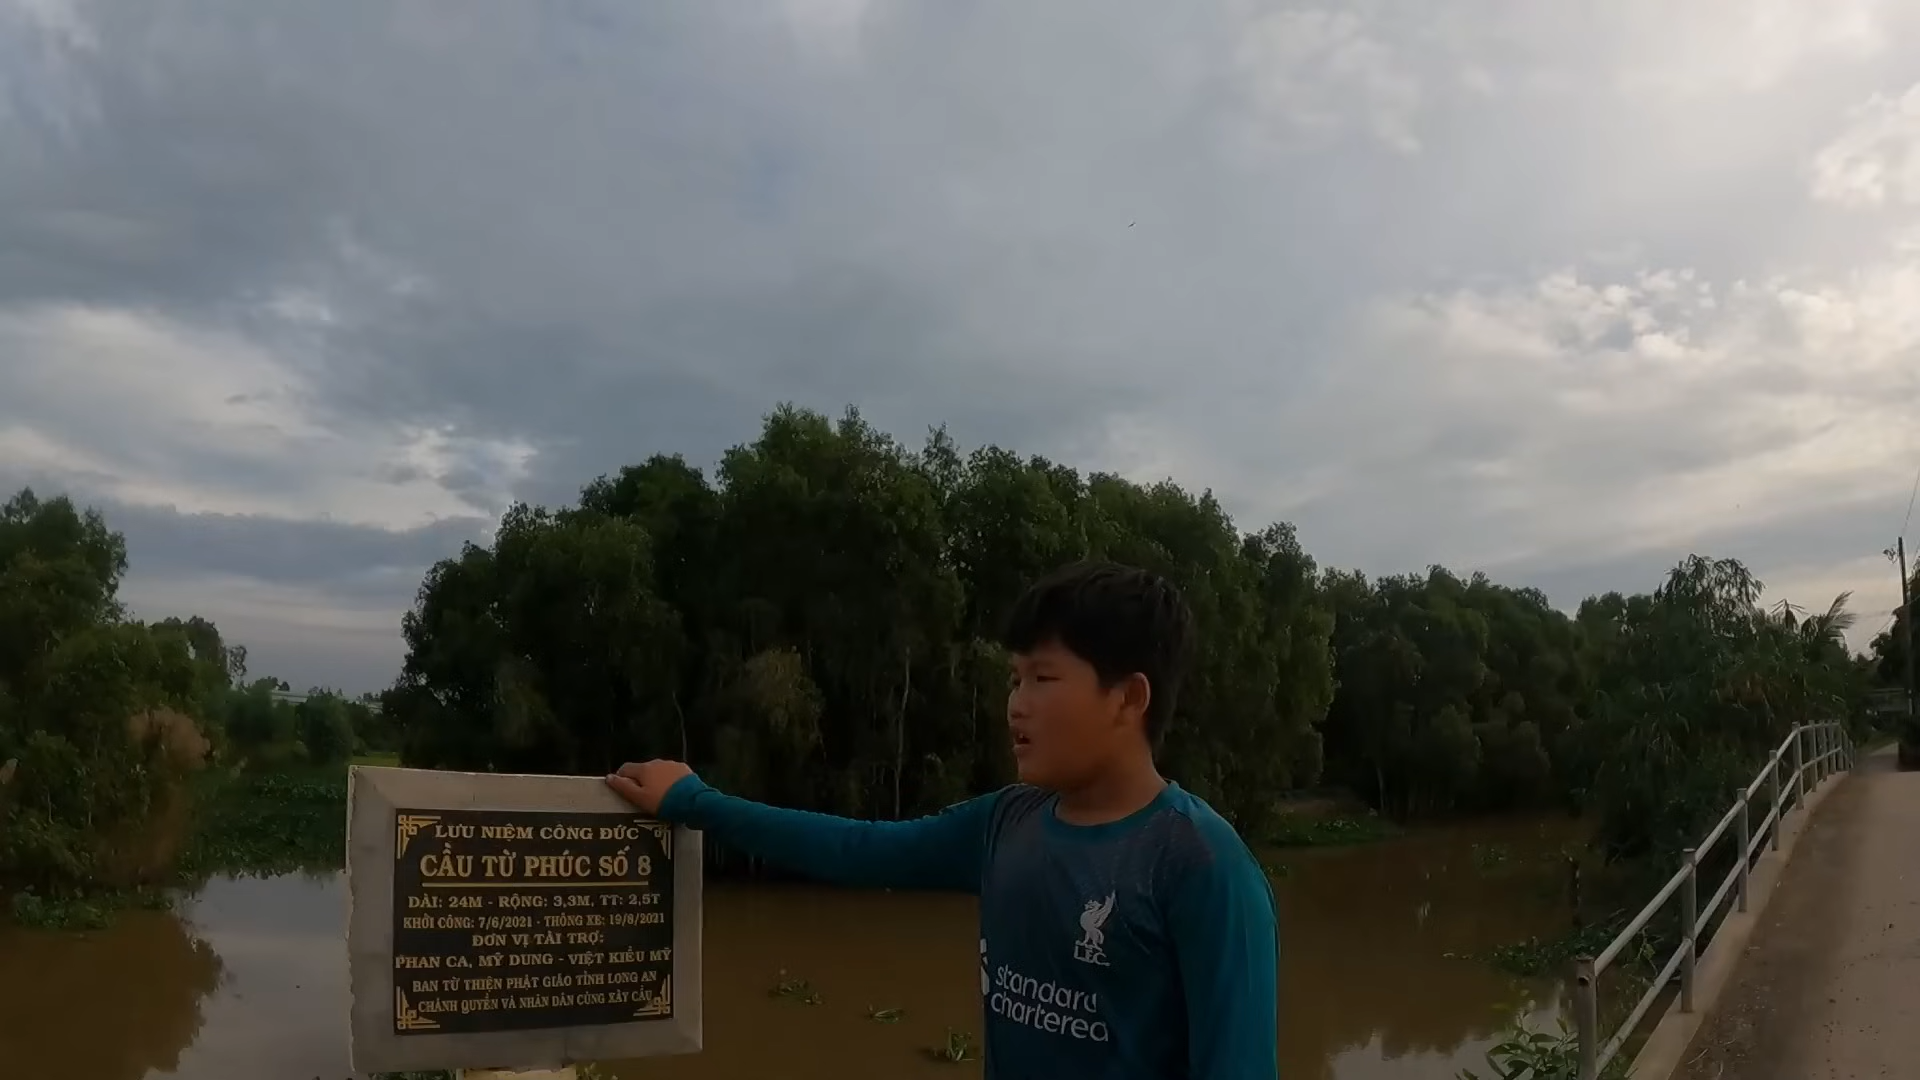 LƯU NIỆM CÔNG ĐỨC
CẦU TỪ PHÚC SỐ 8
DÀI: 24M - RỘNG: 3,3M, TT: 2,5T
KHỞI CÔNG: 7/6/2021 - THÔNG XE: 19/8/2021
ĐƠN VỊ TÀI TRỢ:
PHAN CA, MỸ DUNG - VIỆT KIỀU MỸ
BAN TỪ THIỆN PHẬT GIÁO TỈNH LONG AN
CHÁNH QUYỀN VÀ NHÂN DÂN CÙNG XÂY CẦU
L.F.C.
standard
chartered